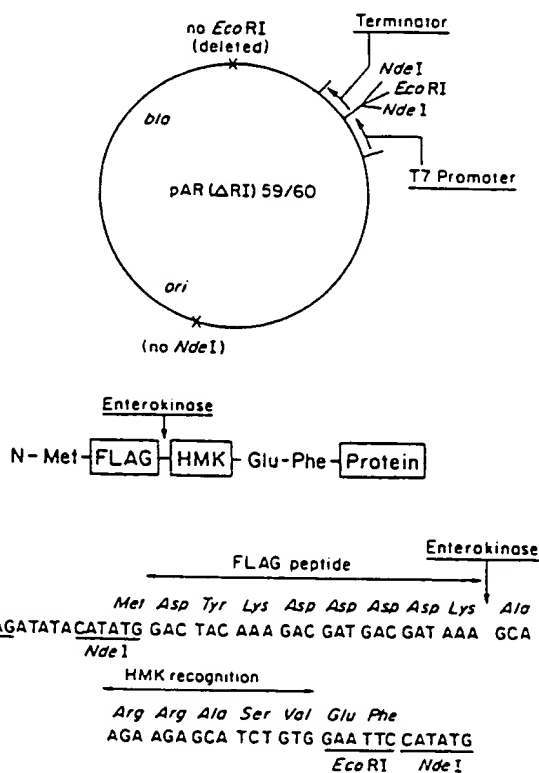 no EcoRI
(deleted)
Terminator
NdeI
EcoRI
NdeI
bla
T7 Promoter
pAR (ΔRI) 59/60
ori
(no NdeI)
Enterokinase
N-Met-FLAG-HMK-Glu-Phe-Protein
Enterokinase
FLAG peptide
Met Asp Tyr Lys Asp Asp Asp Asp Lys Ala
AGATATACATATG GAC TAC AAA GAC GAT GAC GAT AAA GCA
NdeI
HMK recognition
Arg Arg Ala Ser Val Glu Phe
AGA AGA GCA TCT GTG GAATTC CATATG
EcoRI NdeI